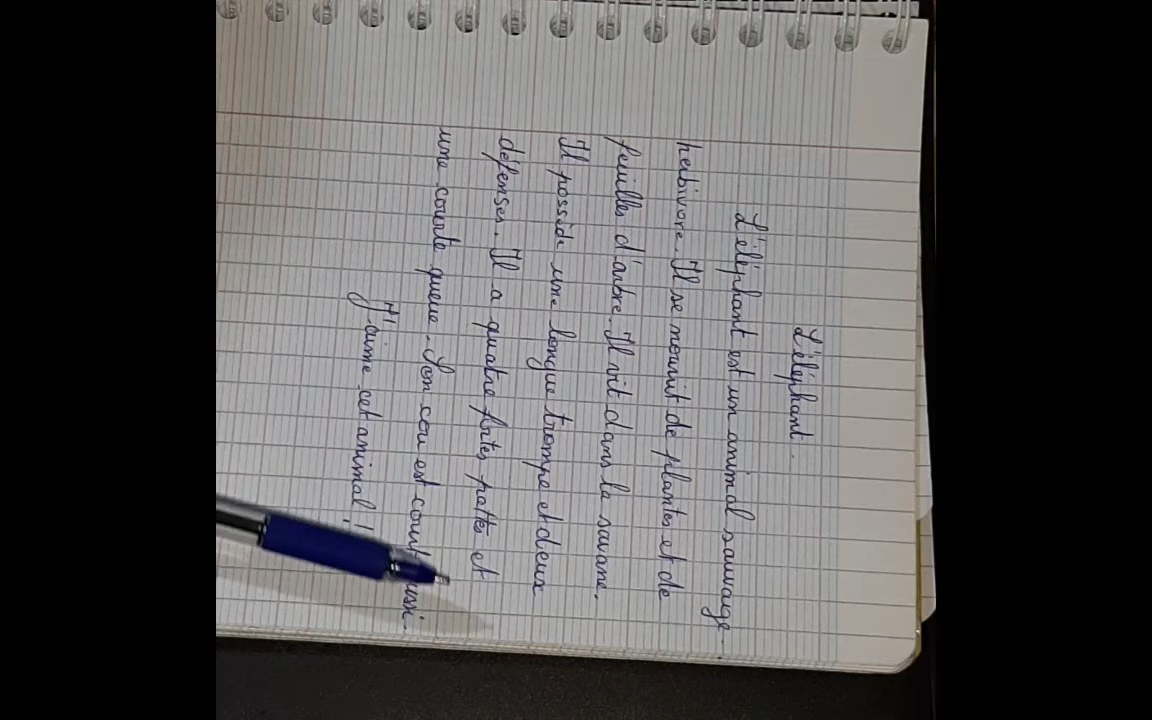 L'éléphant.
L'éléphant est un animal sauvage.
herbivore. Il se nourrit de plantes et de
feuilles d'arbre. Il vit dans la savane.
Il possède une longue trompe et deux
défenses. Il a quatre fortes pattes et
une courte queue. Son cou est court
J'aime cet animal !